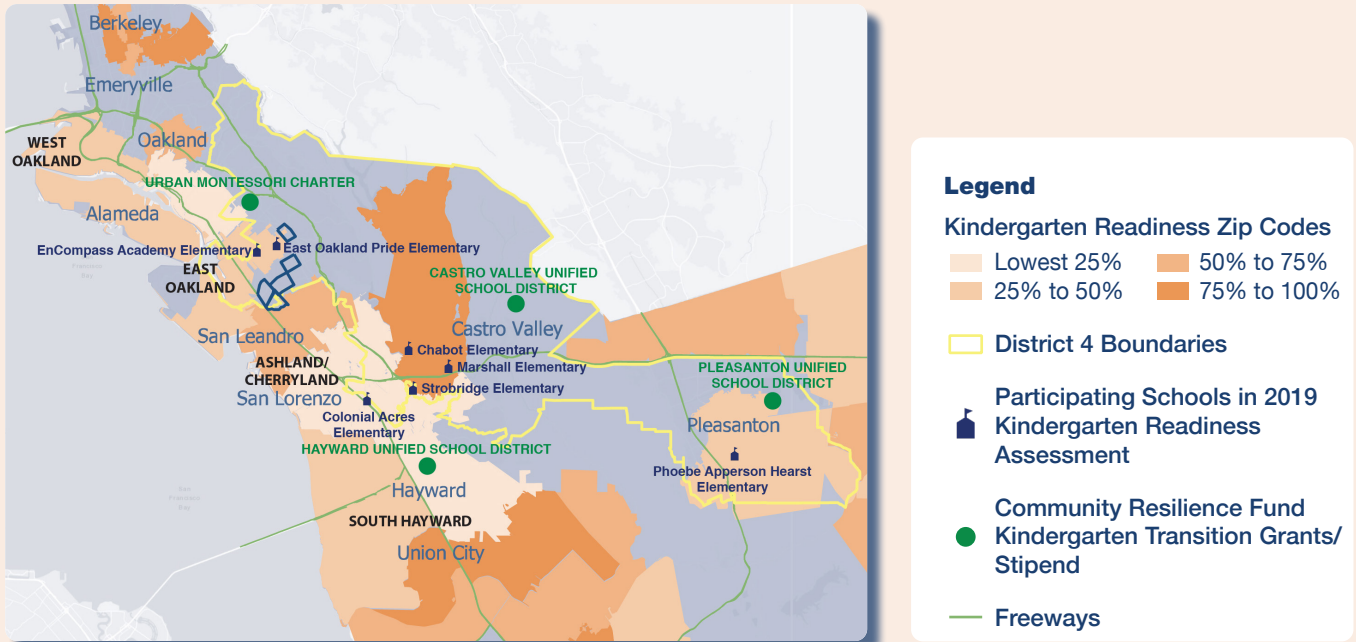 Berkeley
Emeryville
WEST
OAKLAND
Oakland
URBAN MONTESSORI CHARTER
Alameda
EnCompass Academy Elementary
East Oakland Pride Elementary
EAST
OAKLAND
CASTRO VALLEY UNIFIED
SCHOOL DISTRICT
San Leandro
Castro Valley
Chabot Elementary
ASHLAND/
CHERRYLAND
Marshall Elementary
PLEASANTON UNIFIED
SCHOOL DISTRICT
Strobridge Elementary
San Lorenzo
Colonial Acres
Elementary
Pleasanton
HAYWARD UNIFIED SCHOOL DISTRICT
Phoebe Apperson Hearst
Elementary
Hayward
SOUTH HAYWARD
Union City
San
Francisco
Bay
Legend
Kindergarten Readiness Zip Codes
Lowest 25%
50% to 75%
25% to 50%
75% to 100%
District 4 Boundaries
Participating Schools in 2019
Kindergarten Readiness
Assessment
Community Resilience Fund
Kindergarten Transition Grants/
Stipend
Freeways